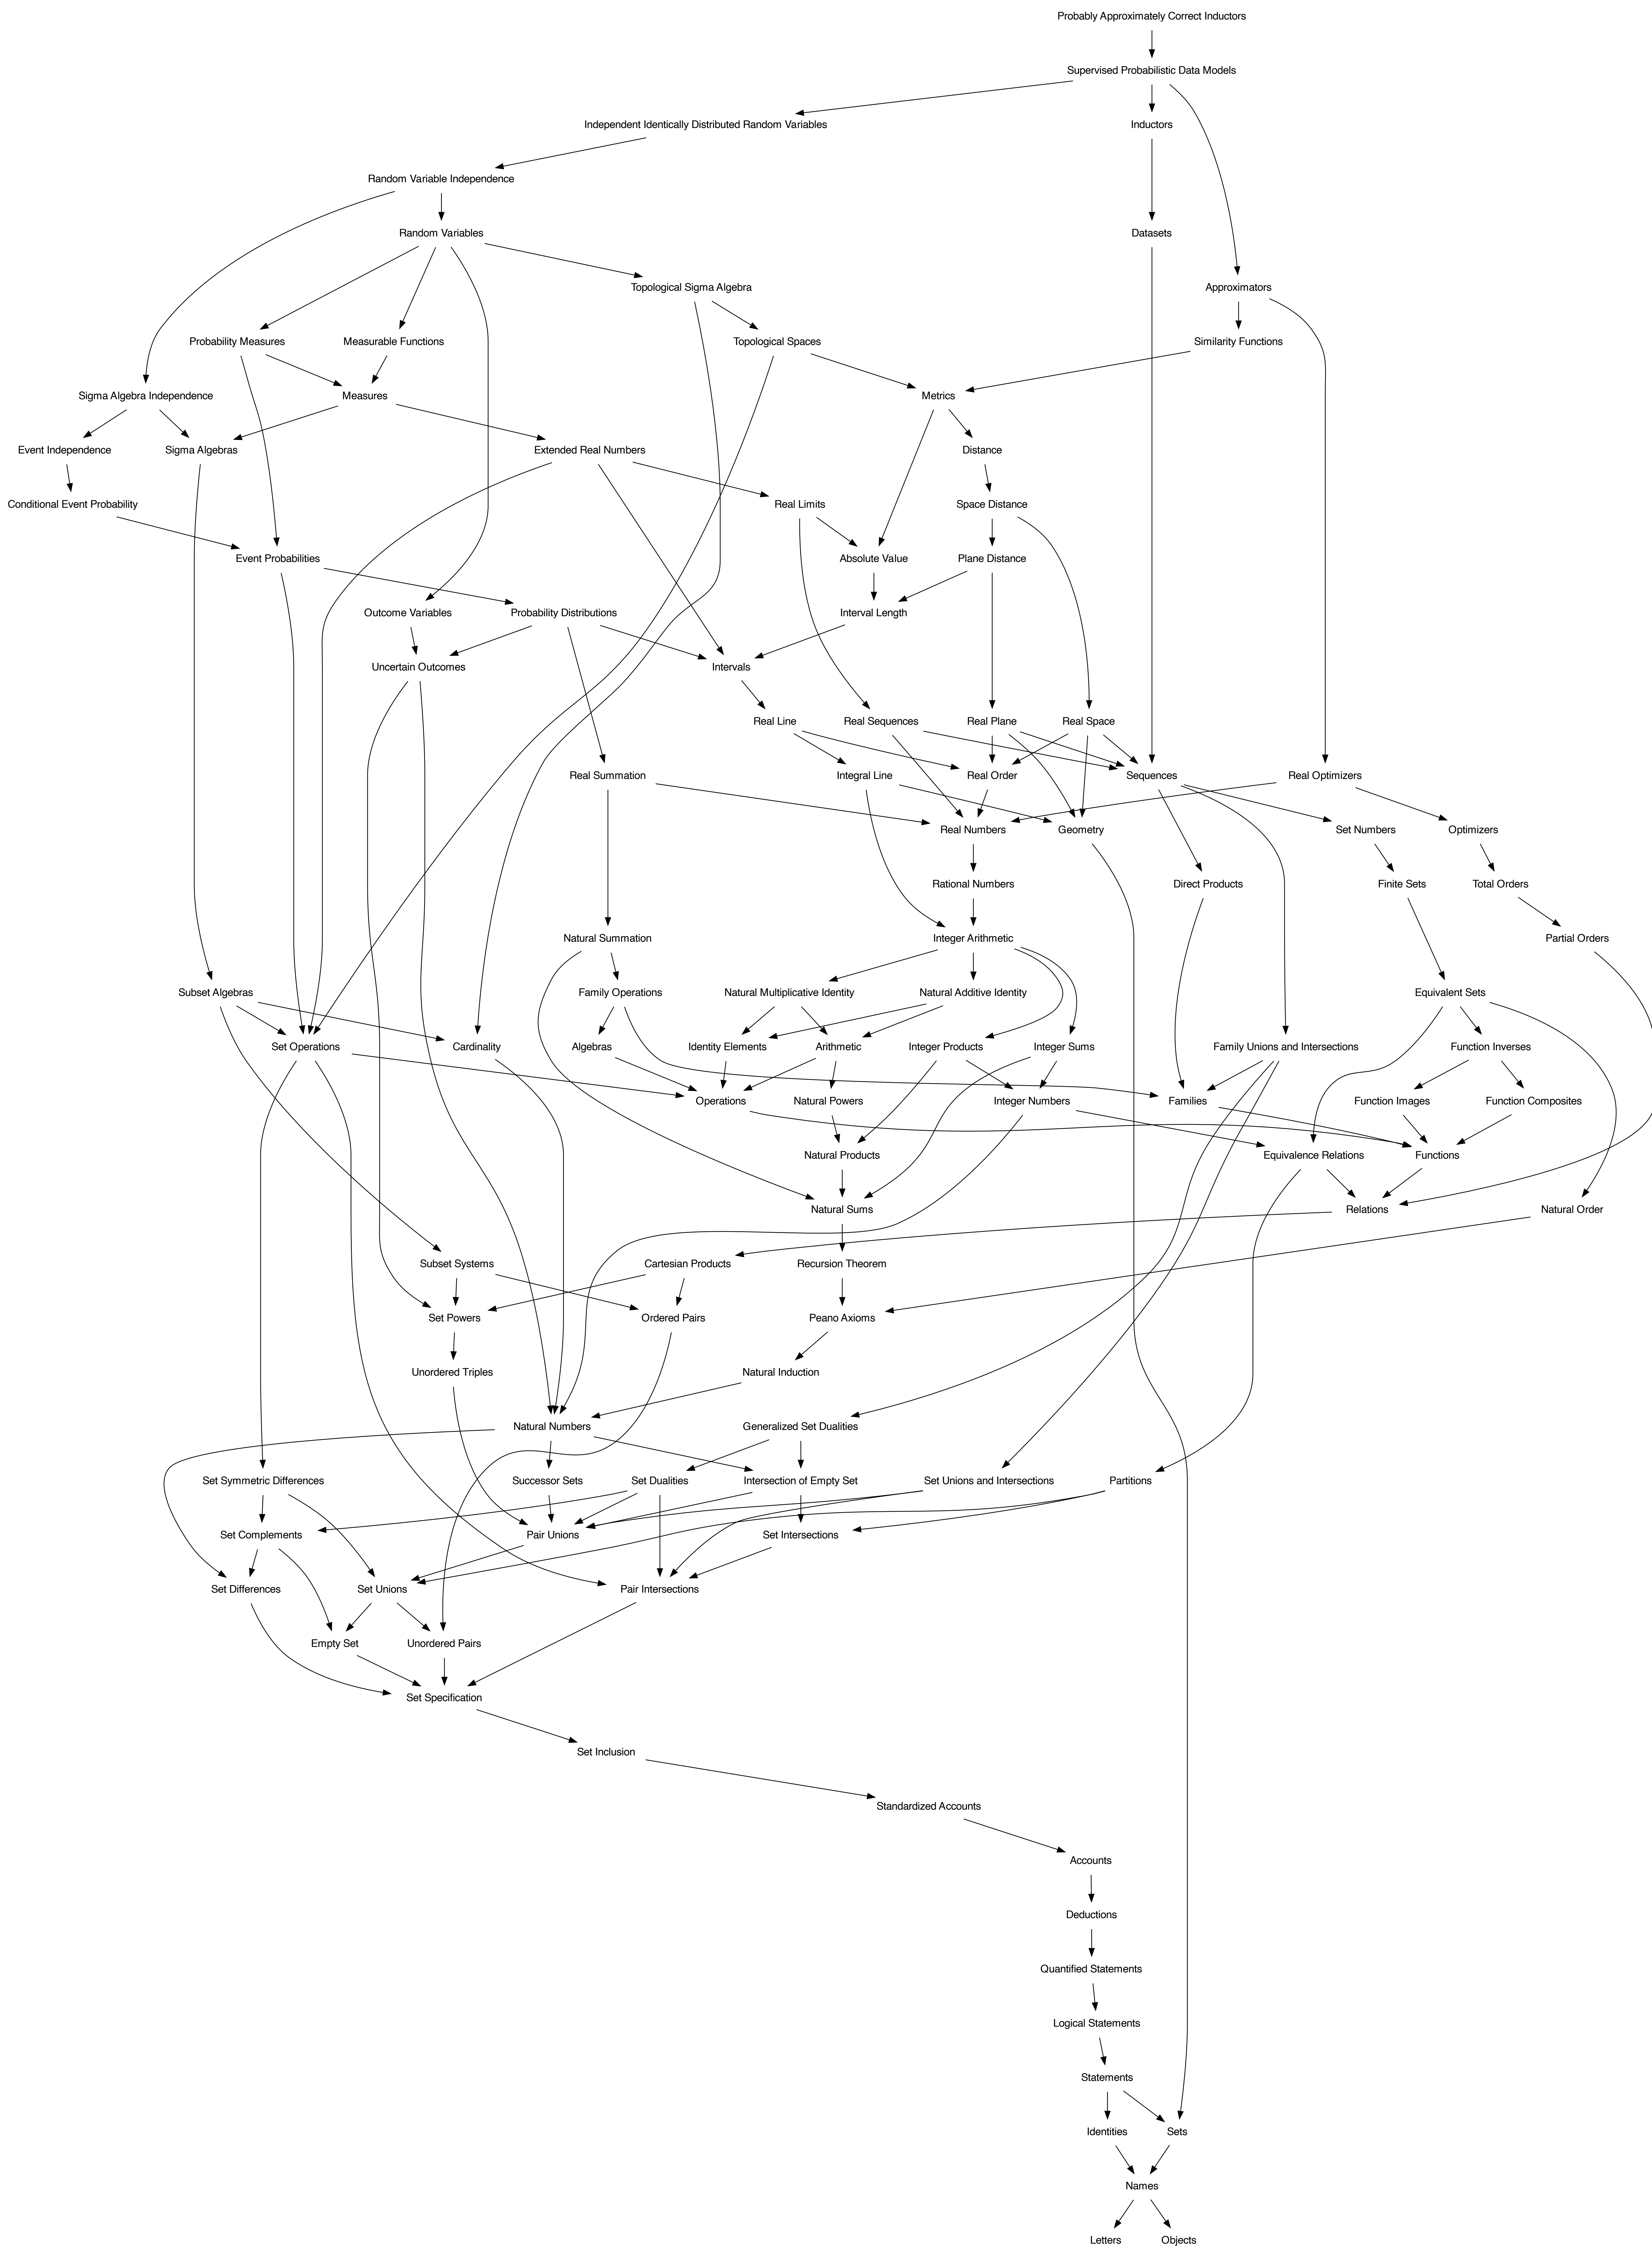 Probably Approximately Correct Inductors
Supervised Probabilistic Data Models
Independent Identically Distributed Random Variables
Inductors
Random Variable Independence
Random Variables
Datasets
Topological Sigma Algebra
Approximators
Probability Measures
Measurable Functions
Topological Spaces
Similarity Functions
Sigma Algebra Independence
Measures
Metrics
Event Independence
Sigma Algebras
Extended Real Numbers
Distance
Conditional Event Probability
Real Limits
Space Distance
Event Probabilities
Absolute Value
Plane Distance
Outcome Variables
Probability Distributions
Interval Length
Uncertain Outcomes
Intervals
Real Line
Real Sequences
Real Plane
Real Space
Real Summation
Integral Line
Real Order
Sequences
Real Optimizers
Real Numbers
Geometry
Set Numbers
Optimizers
Rational Numbers
Direct Products
Finite Sets
Total Orders
Natural Summation
Integer Arithmetic
Partial Orders
Subset Algebras
Family Operations
Natural Multiplicative Identity
Natural Additive Identity
Equivalent Sets
Set Operations
Cardinality
Algebras
Identity Elements
Arithmetic
Integer Products
Integer Sums
Family Unions and Intersections
Function Inverses
Operations
Natural Powers
Integer Numbers
Families
Function Images
Function Composites
Natural Products
Equivalence Relations
Functions
Natural Sums
Relations
Natural Order
Subset Systems
Cartesian Products
Recursion Theorem
Set Powers
Ordered Pairs
Peano Axioms
Unordered Triples
Natural Induction
Natural Numbers
Generalized Set Dualities
Set Symmetric Differences
Successor Sets
Set Dualities
Intersection of Empty Set
Set Unions and Intersections
Partitions
Set Complements
Pair Unions
Set Intersections
Set Differences
Set Unions
Pair Intersections
Empty Set
Unordered Pairs
Set Specification
Set Inclusion
Standardized Accounts
Accounts
Deductions
Quantified Statements
Logical Statements
Statements
Identities
Sets
Names
Letters
Objects